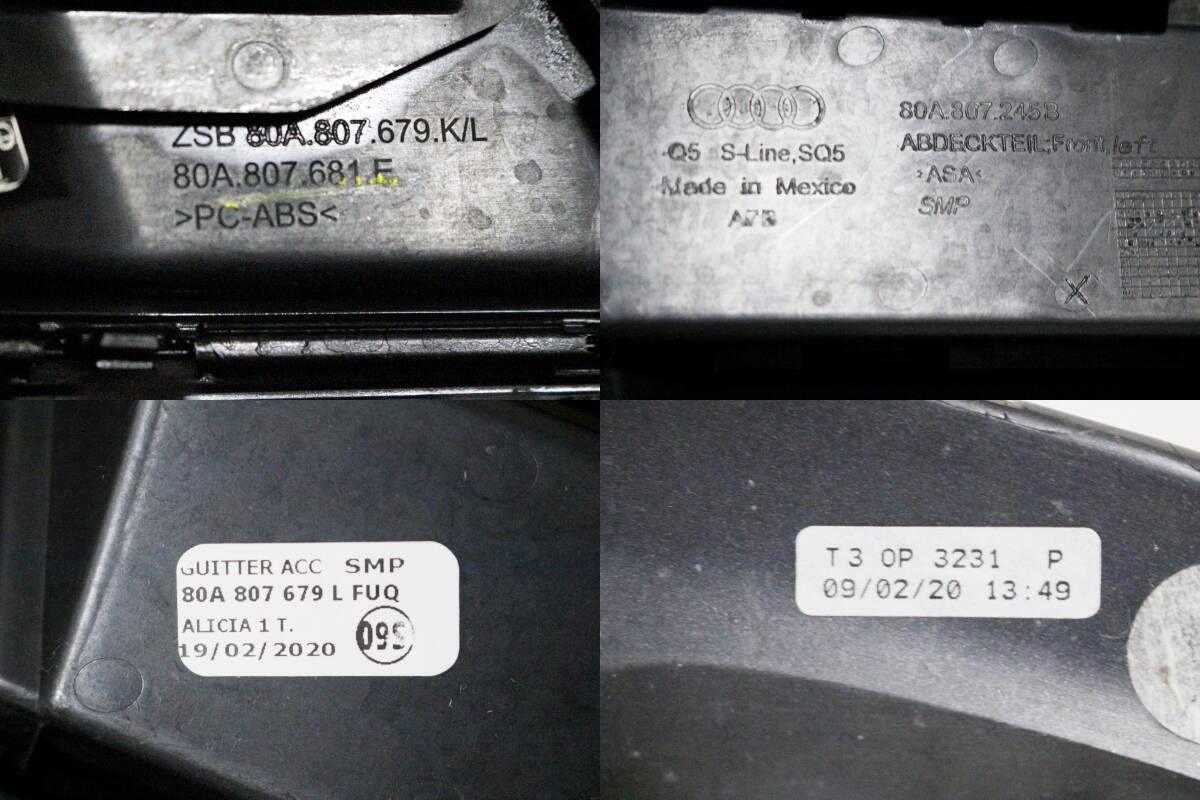 ZSB 80A.807.679.K/L
80A.807.681.E
>PC-ABS<
Q5 S-Line,SQ5
Made in Mexico
80A.807.245B
ABDECKTEIL;Front,left
>ASA<
SMP
GUITTER ACC SMP
80A 807 679 L FUQ
ALICIA 1 T.
19/02/2020
T3 OP 3231 P
09/02/20 13:49